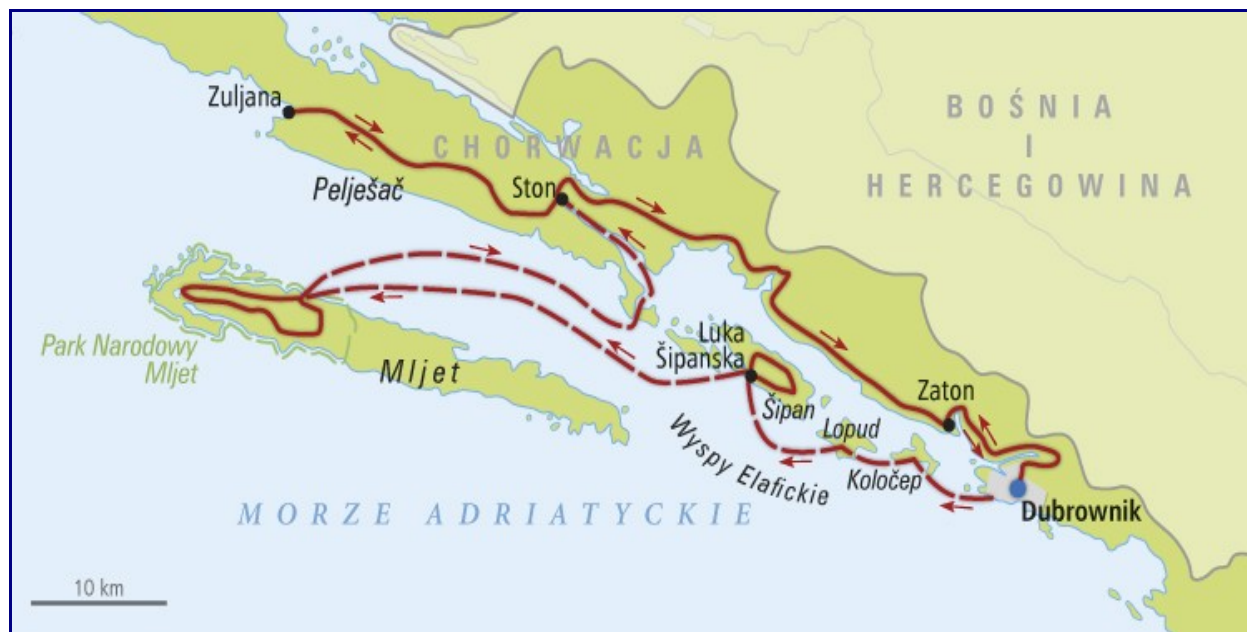 Zuljana
BOŚNIA
I
HERCEGOWINA
CHORWACJA
Pelješač
Ston
Luka
Šipanska
Park Narodowy
Mljet
Mljet
Šipan
Zaton
Lopud
Wyspy Elafickie
Koločep
Dubrownik
MORZE ADRIATYCKIE
10 km